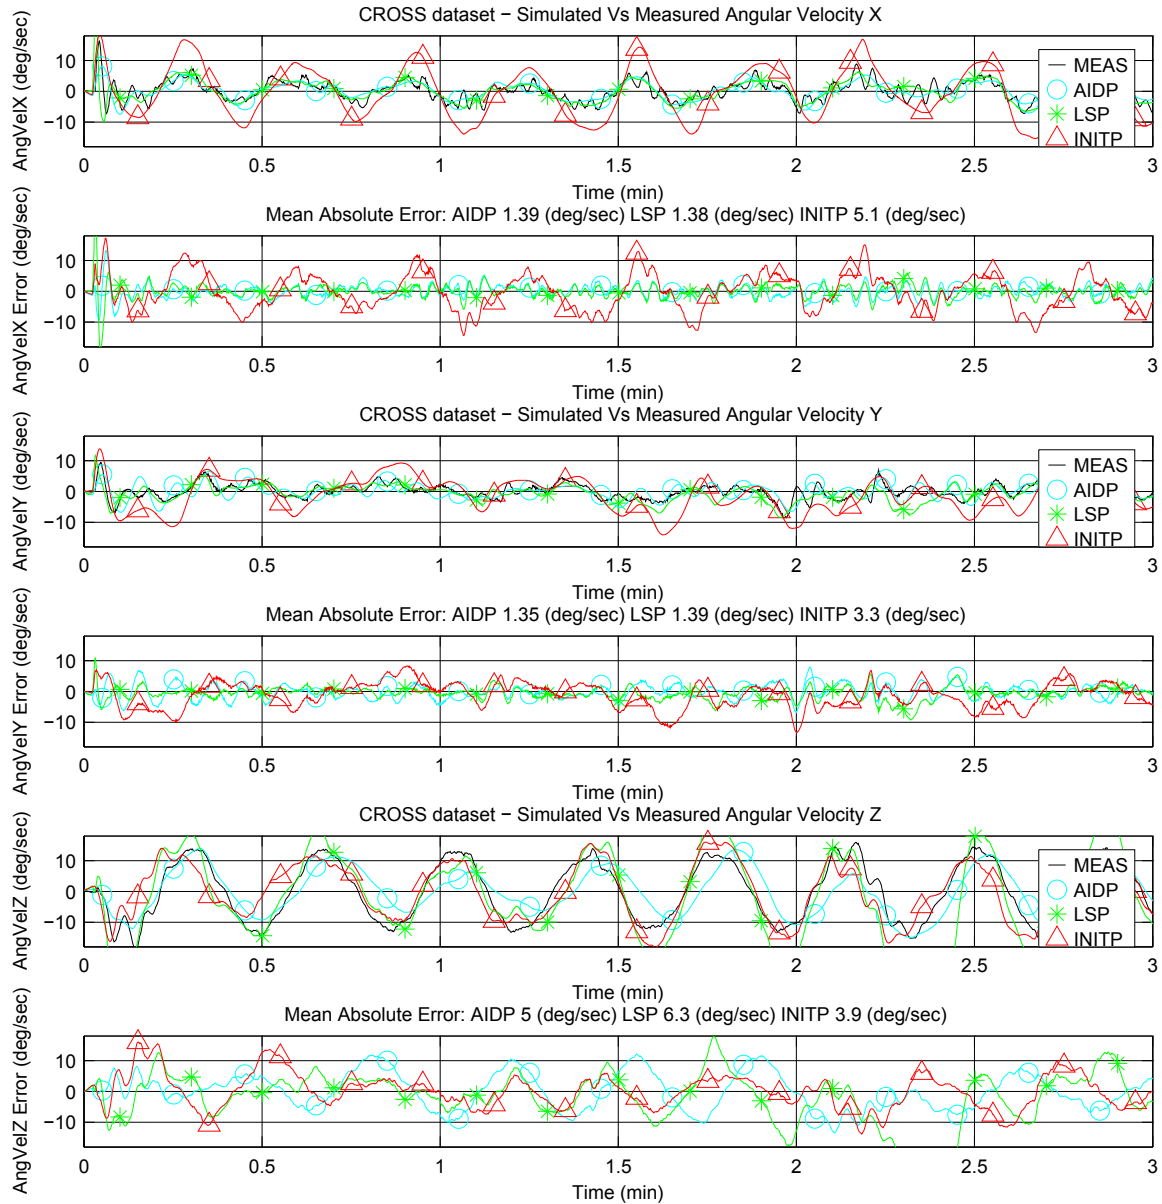 CROSS dataset − Simulated Vs Measured Angular Velocity X
AngVelX (deg/sec)
10
0
−10
MEAS
AIDP
LSP
INITP
0 0.5 1 1.5 2 2.5 3
Time (min)
Mean Absolute Error: AIDP 1.39 (deg/sec) LSP 1.38 (deg/sec) INITP 5.1 (deg/sec)
AngVelX Error (deg/sec)
10
0
−10
0 0.5 1 1.5 2 2.5 3
Time (min)
CROSS dataset − Simulated Vs Measured Angular Velocity Y
AngVelY (deg/sec)
10
0
−10
MEAS
AIDP
LSP
INITP
0 0.5 1 1.5 2 2.5 3
Time (min)
Mean Absolute Error: AIDP 1.35 (deg/sec) LSP 1.39 (deg/sec) INITP 3.3 (deg/sec)
AngVelY Error (deg/sec)
10
0
−10
0 0.5 1 1.5 2 2.5 3
Time (min)
CROSS dataset − Simulated Vs Measured Angular Velocity Z
AngVelZ (deg/sec)
10
0
−10
MEAS
AIDP
LSP
INITP
0 0.5 1 1.5 2 2.5 3
Time (min)
Mean Absolute Error: AIDP 5 (deg/sec) LSP 6.3 (deg/sec) INITP 3.9 (deg/sec)
AngVelZ Error (deg/sec)
10
0
−10
0 0.5 1 1.5 2 2.5 3
Time (min)